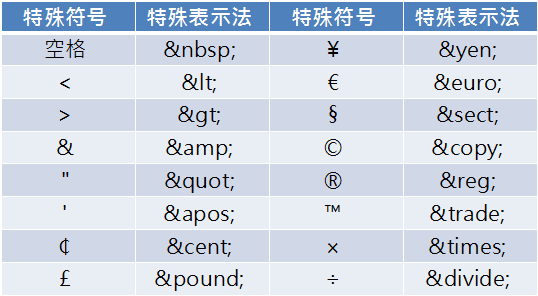 特殊符号 特殊表示法 特殊符号 特殊表示法
空格 &nbsp; ¥ &yen;
< &lt; € &euro;
> &gt; § &sect;
& &amp; © &copy;
" &quot; ® &reg;
' &apos; ™ &trade;
¢ &cent; × &times;
£ &pound; ÷ &divide;